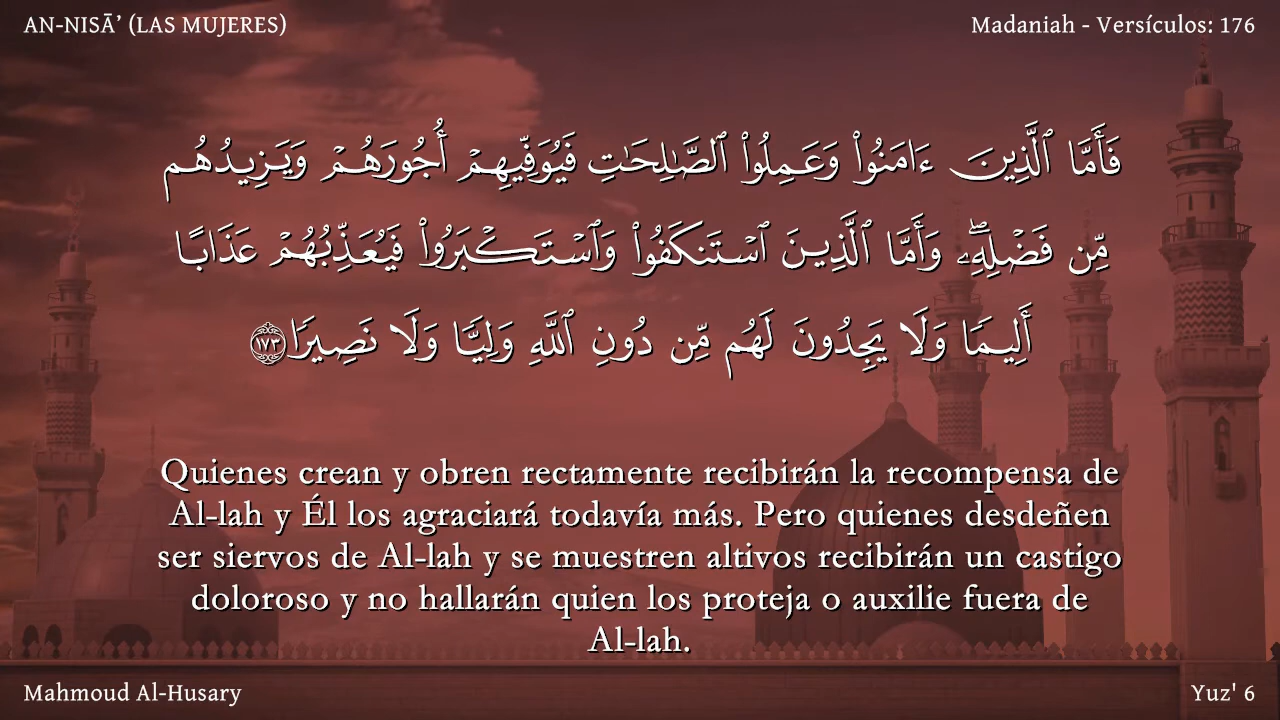 AN-NISĀ’ (LAS MUJERES)
Madaniah - Versículos: 176
فَأَمَّا ٱلَّذِينَ ءَامَنُوا۟ وَعَمِلُوا۟ ٱلصَّـٰلِحَـٰتِ فَيُوَفِّيهِمْ أُجُورَهُمْ وَيَزِيدُهُم
مِّن فَضْلِهِۦۖ وَأَمَّا ٱلَّذِينَ ٱسْتَنكَفُوا۟ وَٱسْتَكْبَرُوا۟ فَيُعَذِّبُهُمْ عَذَابًا
أَلِيمًا وَلَا يَجِدُونَ لَهُم مِّن دُونِ ٱللَّهِ وَلِيًّا وَلَا نَصِيرًا ١٧٣
Quienes crean y obren rectamente recibirán la recompensa de
Al-lah y Él los agraciará todavía más. Pero quienes desdeñen
ser siervos de Al-lah y se muestren altivos recibirán un castigo
doloroso y no hallarán quien los proteja o auxilie fuera de
Al-lah.
Mahmoud Al-Husary
Yuz' 6